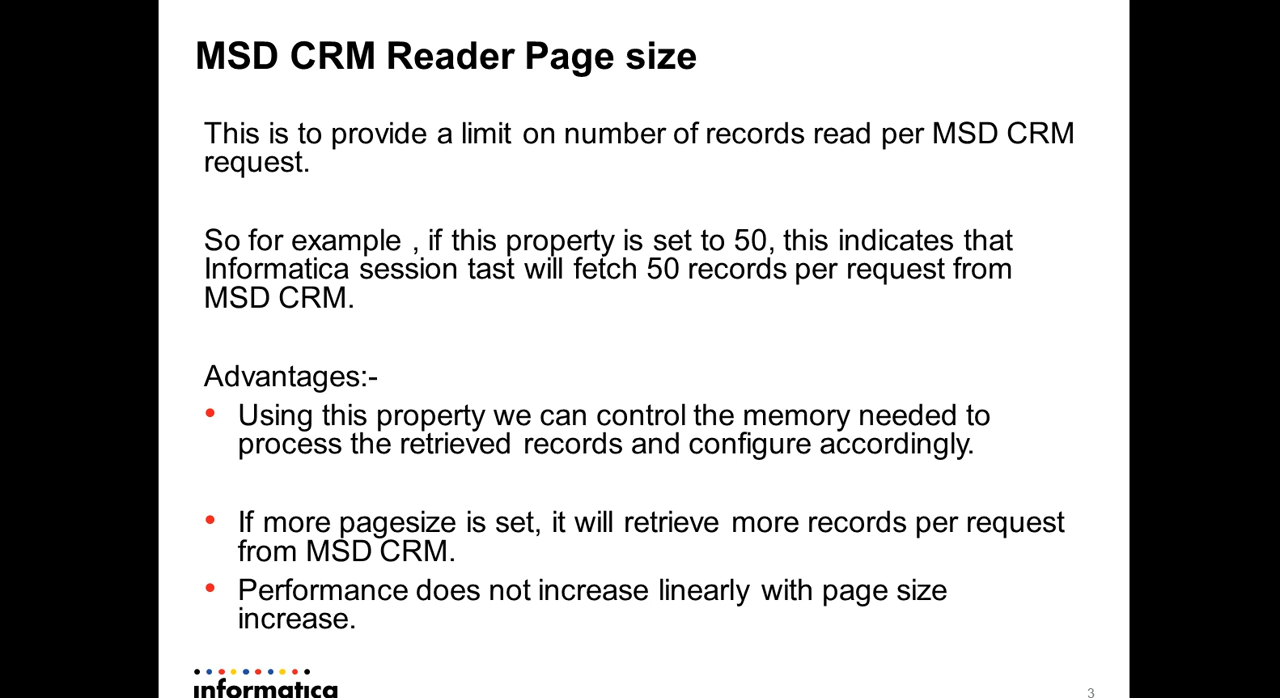 MSD CRM Reader Page size
This is to provide a limit on number of records read per MSD CRM
request.
So for example , if this property is set to 50, this indicates that
Informatica session tast will fetch 50 records per request from
MSD CRM.
Advantages:-
• Using this property we can control the memory needed to
process the retrieved records and configure accordingly.
• If more pagesize is set, it will retrieve more records per request
from MSD CRM.
• Performance does not increase linearly with page size
increase.
informatica
3